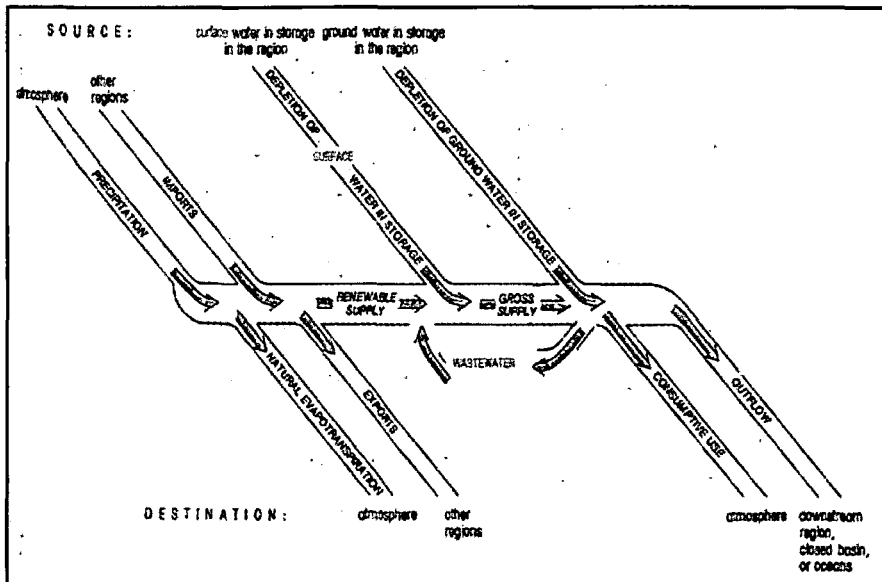 SOURCE:
surface water in storage
in the region
ground water in storage
in the region
atmosphere
other
regions
PRECIPITATION
IMPORTS
DEPLETION OF
SURFACE
WATER IN STORAGE
DEPLETION OF GROUND WATER IN STORAGE
RENEWABLE
SUPPLY
GROSS
SUPPLY
WASTEWATER
NATURAL EVAPOTRANSPIRATION
EXPORTS
CONSUMPTIVE USE
OUTFLOW
DESTINATION:
atmosphere
other
regions
atmosphere
downstream
region,
closed basin,
or oceans